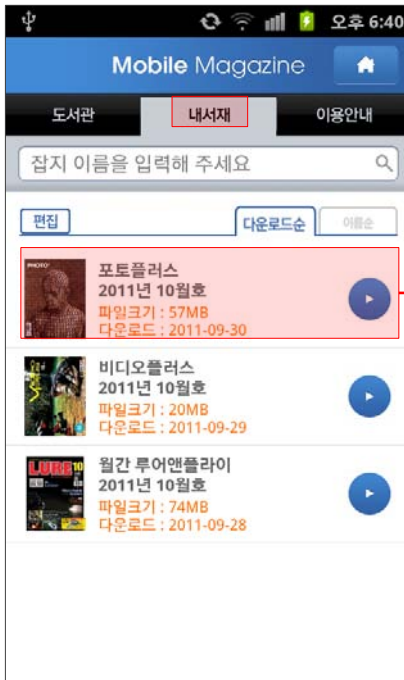 오후 6:40
Mobile Magazine
도서관 내서재 이용안내
잡지 이름을 입력해 주세요
편집 다운로드순 이름순
PHOTO+
포토플러스
2011년 10월호
파일크기 : 57MB
다운로드 : 2011-09-30
비디오플러스
2011년 10월호
파일크기 : 20MB
다운로드 : 2011-09-29
LURE 10
월간 루어앤플라이
2011년 10월호
파일크기 : 74MB
다운로드 : 2011-09-28